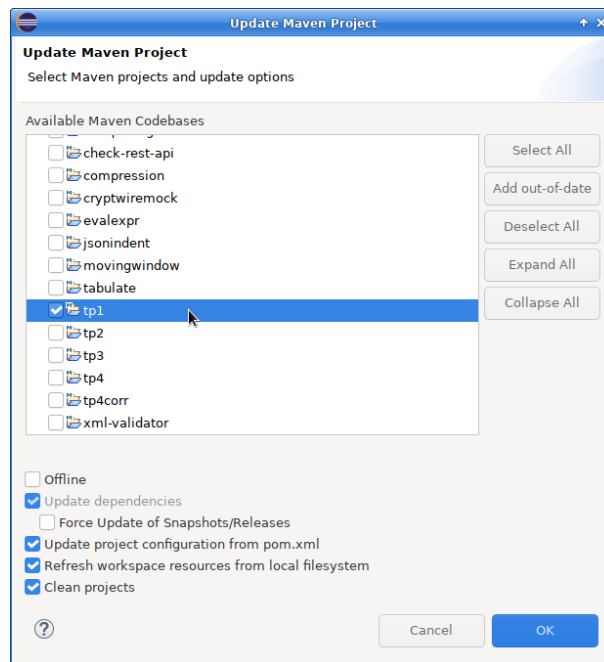 Update Maven Project
Update Maven Project
Select Maven projects and update options
Available Maven Codebases
check-rest-api
compression
cryptwiremock
evalexpr
jsonindent
movingwindow
tabulate
tp1
tp2
tp3
tp4
tp4corr
xml-validator
Select All
Add out-of-date
Deselect All
Expand All
Collapse All
Offline
Update dependencies
Force Update of Snapshots/Releases
Update project configuration from pom.xml
Refresh workspace resources from local filesystem
Clean projects
Cancel
OK